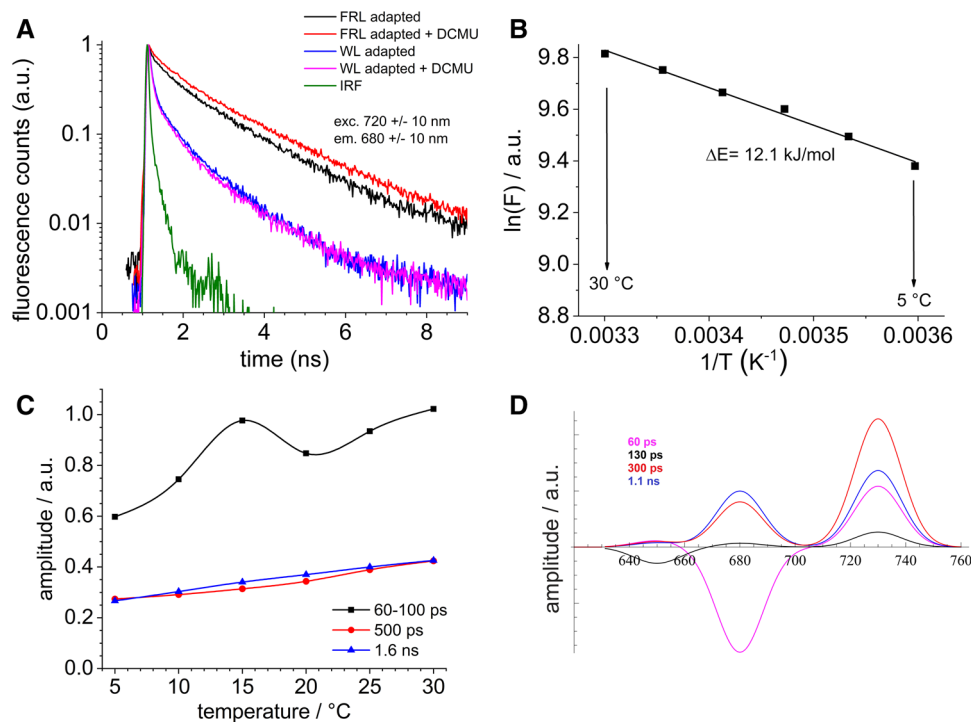 A
FRL adapted
FRL adapted + DCMU
WL adapted
WL adapted + DCMU
IRF
exc. 720 +/- 10 nm
em. 680 +/- 10 nm
fluorescence counts (a.u.)
1
0.1
0.01
0.001
0 2 4 6 8
time (ns)
B
ln(F) / a.u.
9.8
9.6
9.4
9.2
9.0
8.8
ΔE= 12.1 kJ/mol
30 °C
5 °C
0.0033 0.0034 0.0035 0.0036
1/T (K⁻¹)
C
amplitude / a.u.
1.0
0.8
0.6
0.4
0.2
0.0
60-100 ps
500 ps
1.6 ns
5 10 15 20 25 30
temperature / °C
D
60 ps
130 ps
300 ps
1.1 ns
amplitude / a.u.
640 660 680 700 720 740 760